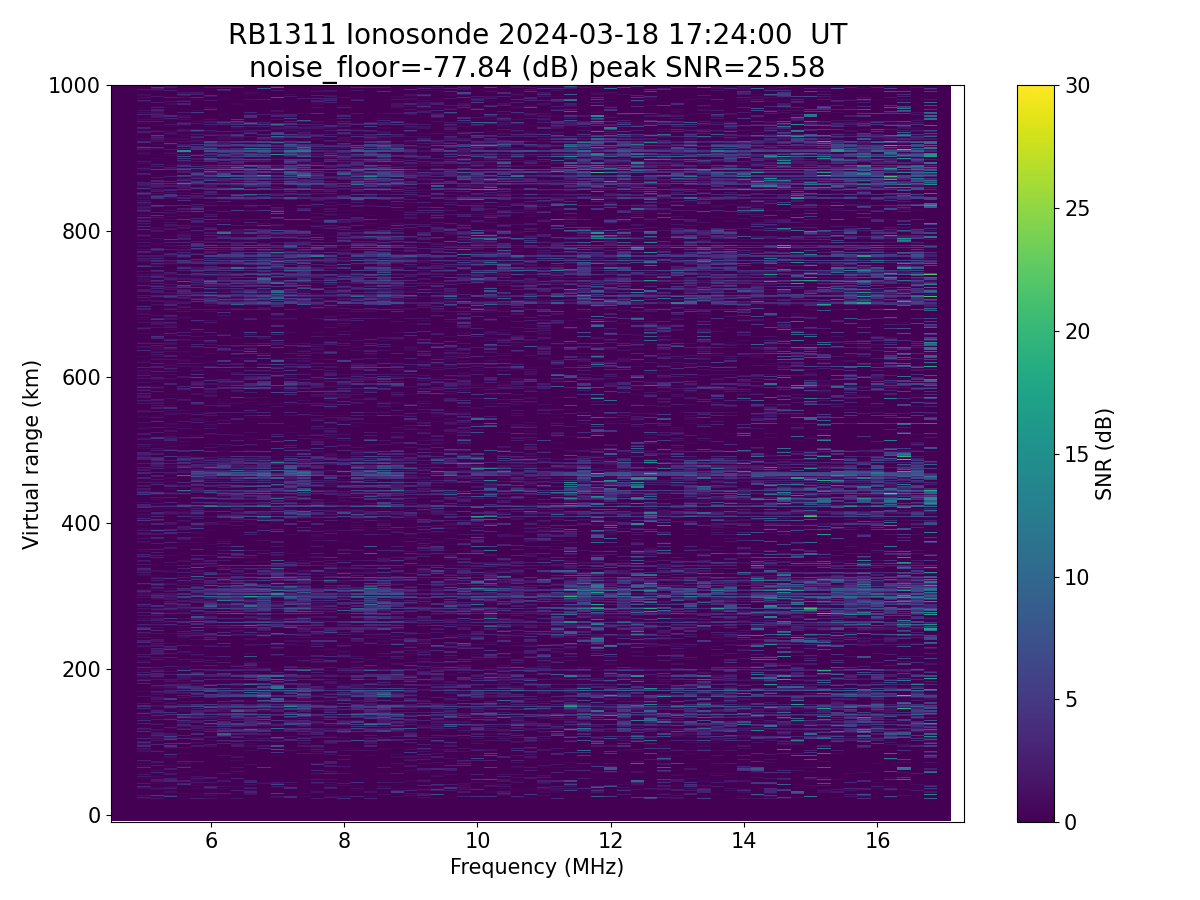 RB1311 Ionosonde 2024-03-18 17:24:00  UT
noise_floor=-77.84 (dB) peak SNR=25.58
1000
800
600
400
200
0
Virtual range (km)
6 8 10 12 14 16
Frequency (MHz)
30
25
20
15
10
5
0
SNR (dB)